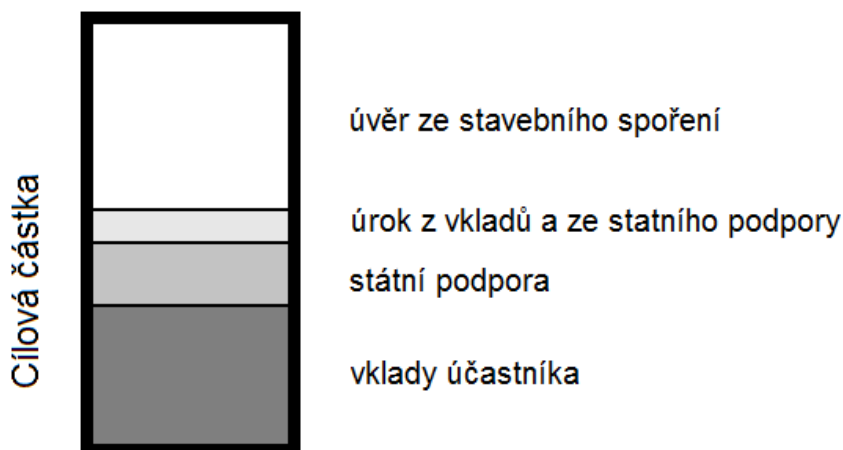 Cílová částka
úvěr ze stavebního spoření
úrok z vkladů a ze statního podpory
státní podpora
vklady účastníka